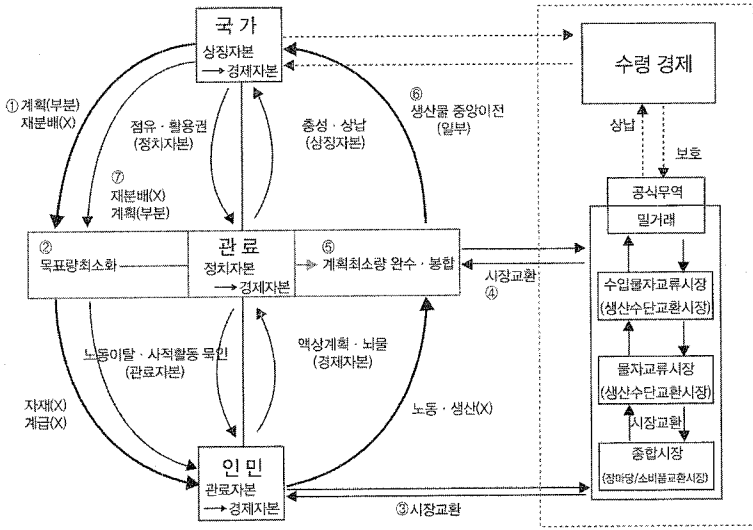 국가
상징자본
→경제자본
수령 경제
① 계획(부분)
재분배(X)
점유 · 활용권
(정치자본)
충성 · 상납
(상징자본)
⑥
생산물 중앙이전
(일부)
상납
보호
⑦
재분배(X)
계획(부분)
공식무역
밀거래
②
목표량최소화
관료
정치자본
→경제자본
⑤
계획최소량 완수 · 봉합
시장교환
④
수입물자교류시장
(생산수단교환시장)
노동이탈 · 사적활동 묵인
(관료자본)
액상계획 · 뇌물
(경제자본)
물자교류시장
(생산수단교환시장)
자재(X)
계급(X)
노동 · 생산(X)
시장교환
종합시장
(장마당/소비품교환시장)
인민
관료자본
→경제자본
③시장교환